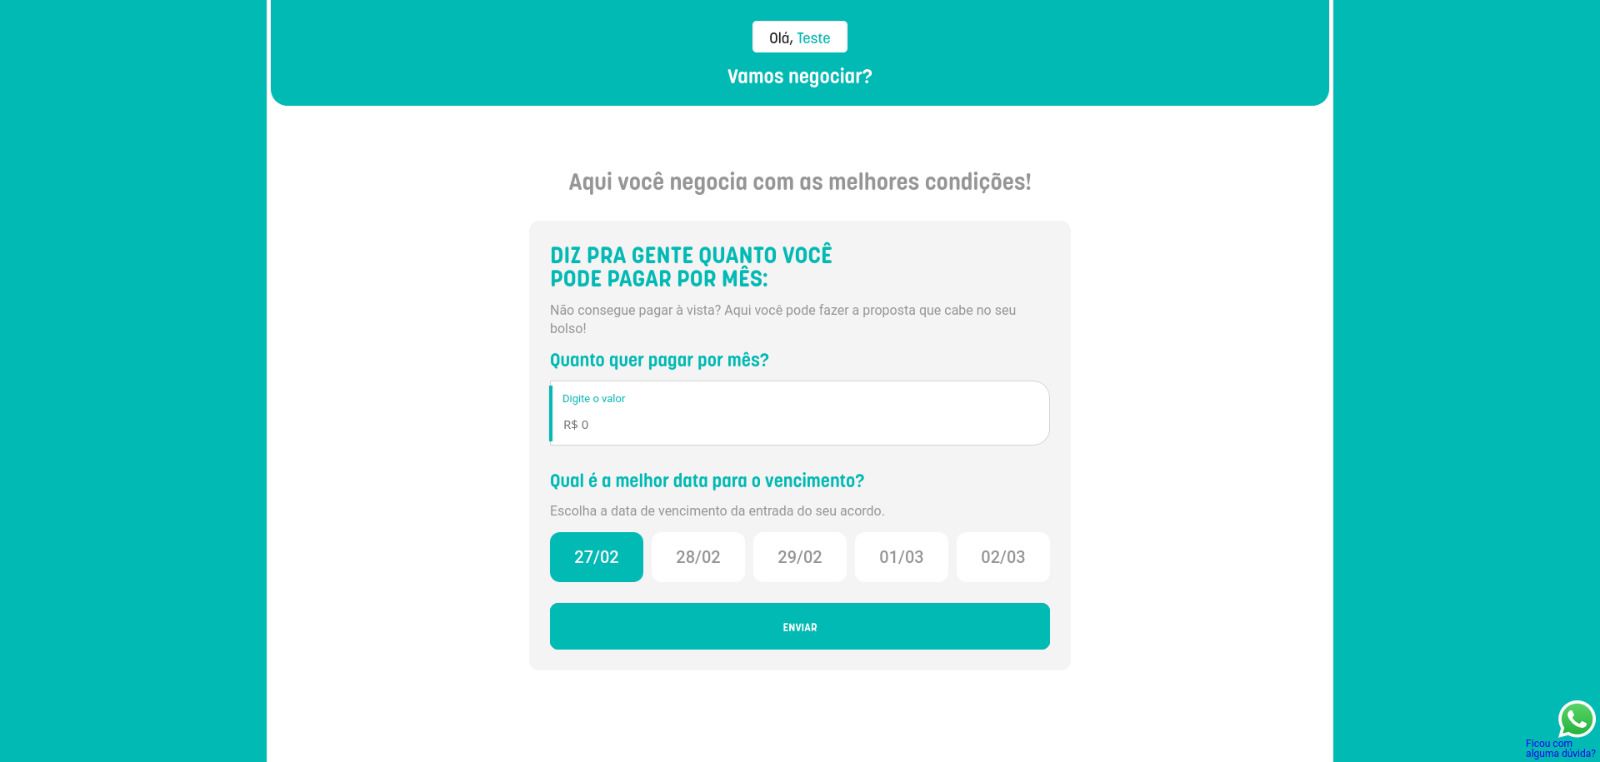 Olá, Teste
Vamos negociar?
Aqui você negocia com as melhores condições!
DIZ PRA GENTE QUANTO VOCÊ
PODE PAGAR POR MÊS:
Não consegue pagar à vista? Aqui você pode fazer a proposta que cabe no seu
bolso!
Quanto quer pagar por mês?
Digite o valor
R$ 0
Qual é a melhor data para o vencimento?
Escolha a data de vencimento da entrada do seu acordo.
27/02 28/02 29/02 01/03 02/03
ENVIAR
Ficou com
alguma dúvida?